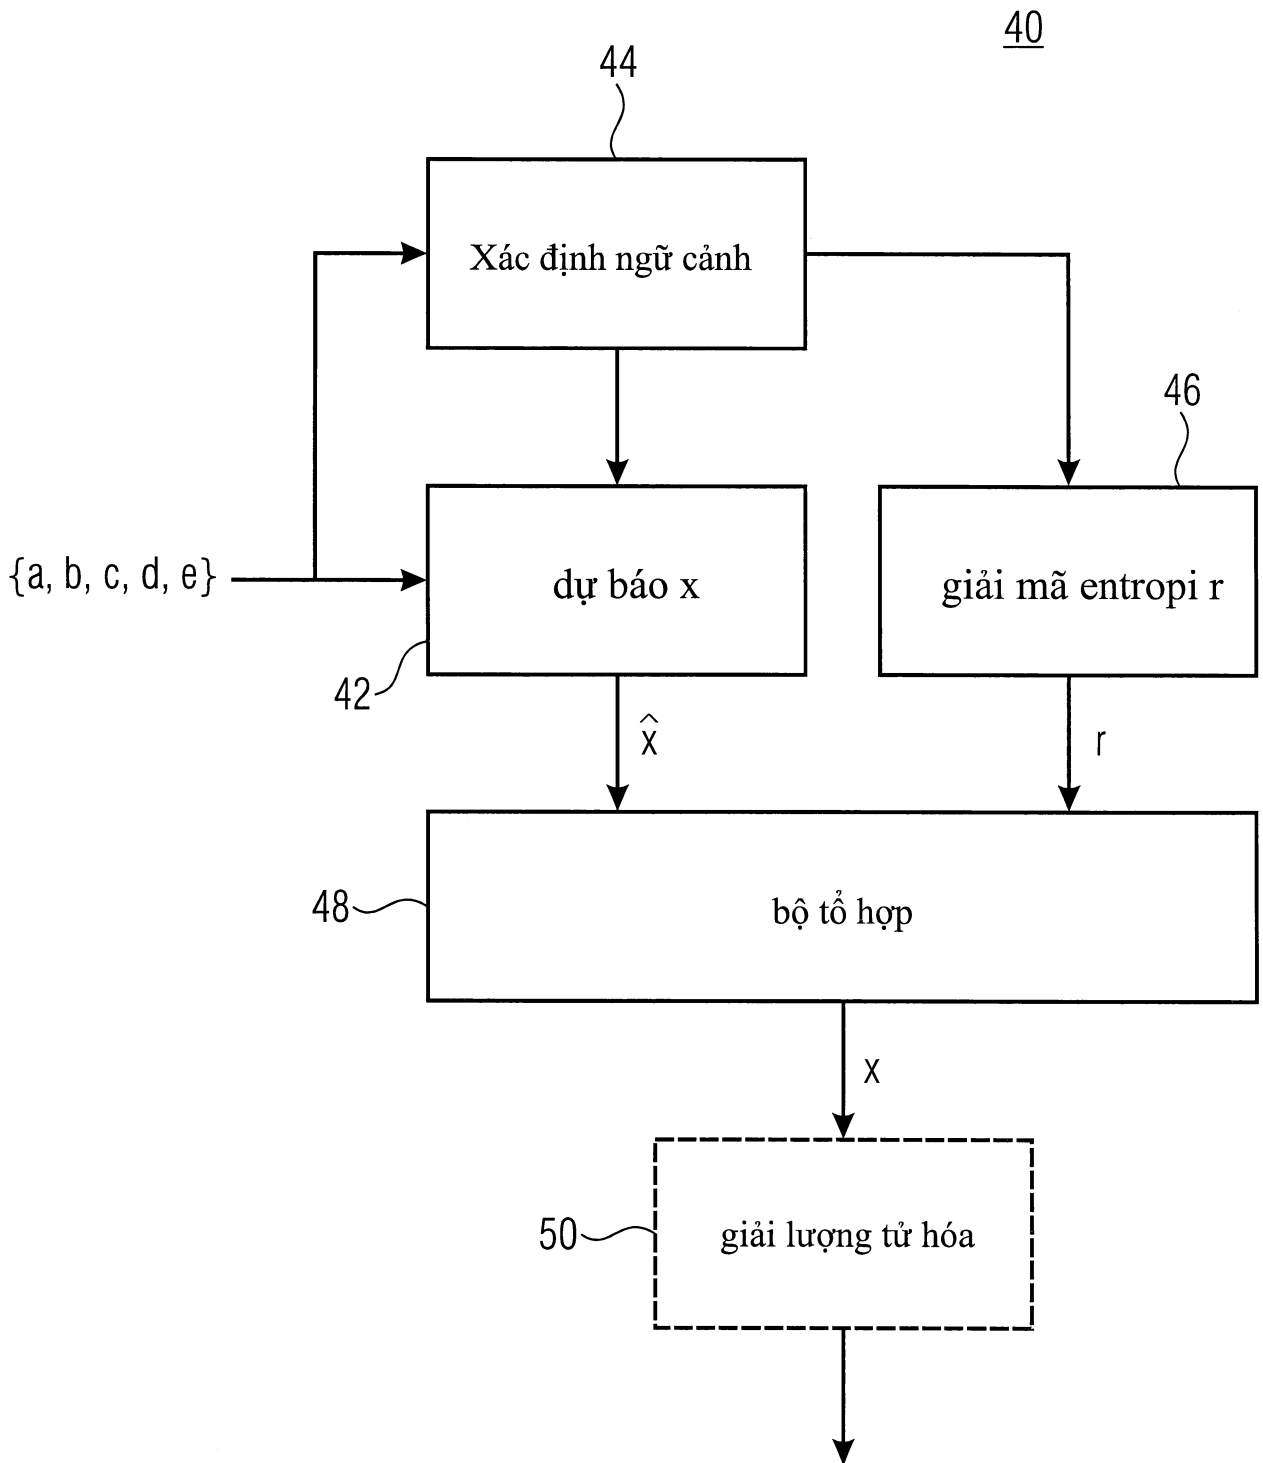 40
44
Xác định ngữ cảnh
46
{a, b, c, d, e}
dự báo x
giải mã entropi r
42
x̂
r
48
bộ tổ hợp
x
50
giải lượng tử hóa